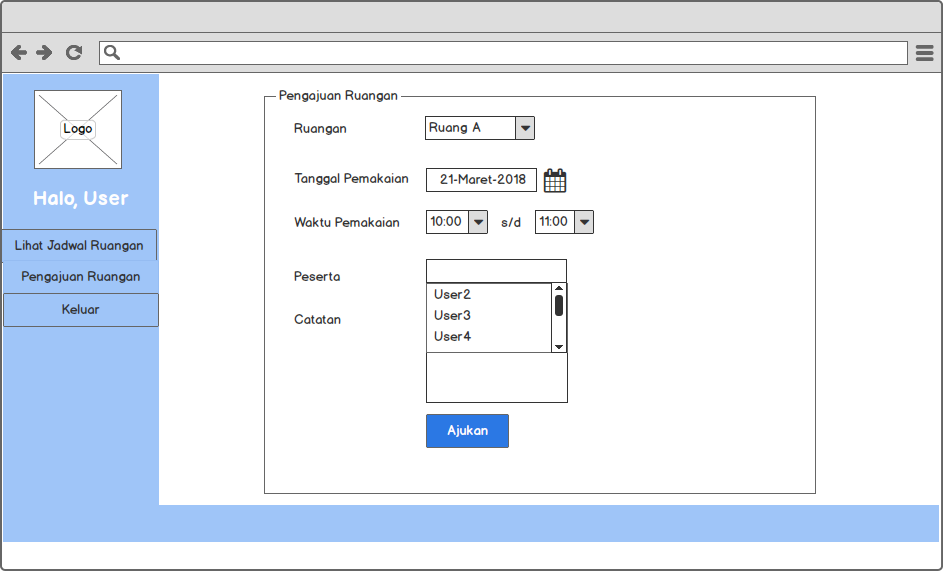 Logo
Halo, User
Lihat Jadwal Ruangan
Pengajuan Ruangan
Keluar
Pengajuan Ruangan
Ruangan Ruang A
Tanggal Pemakaian 21-Maret-2018
Waktu Pemakaian 10:00 s/d 11:00
Peserta
User2
User3
User4
Catatan
Ajukan